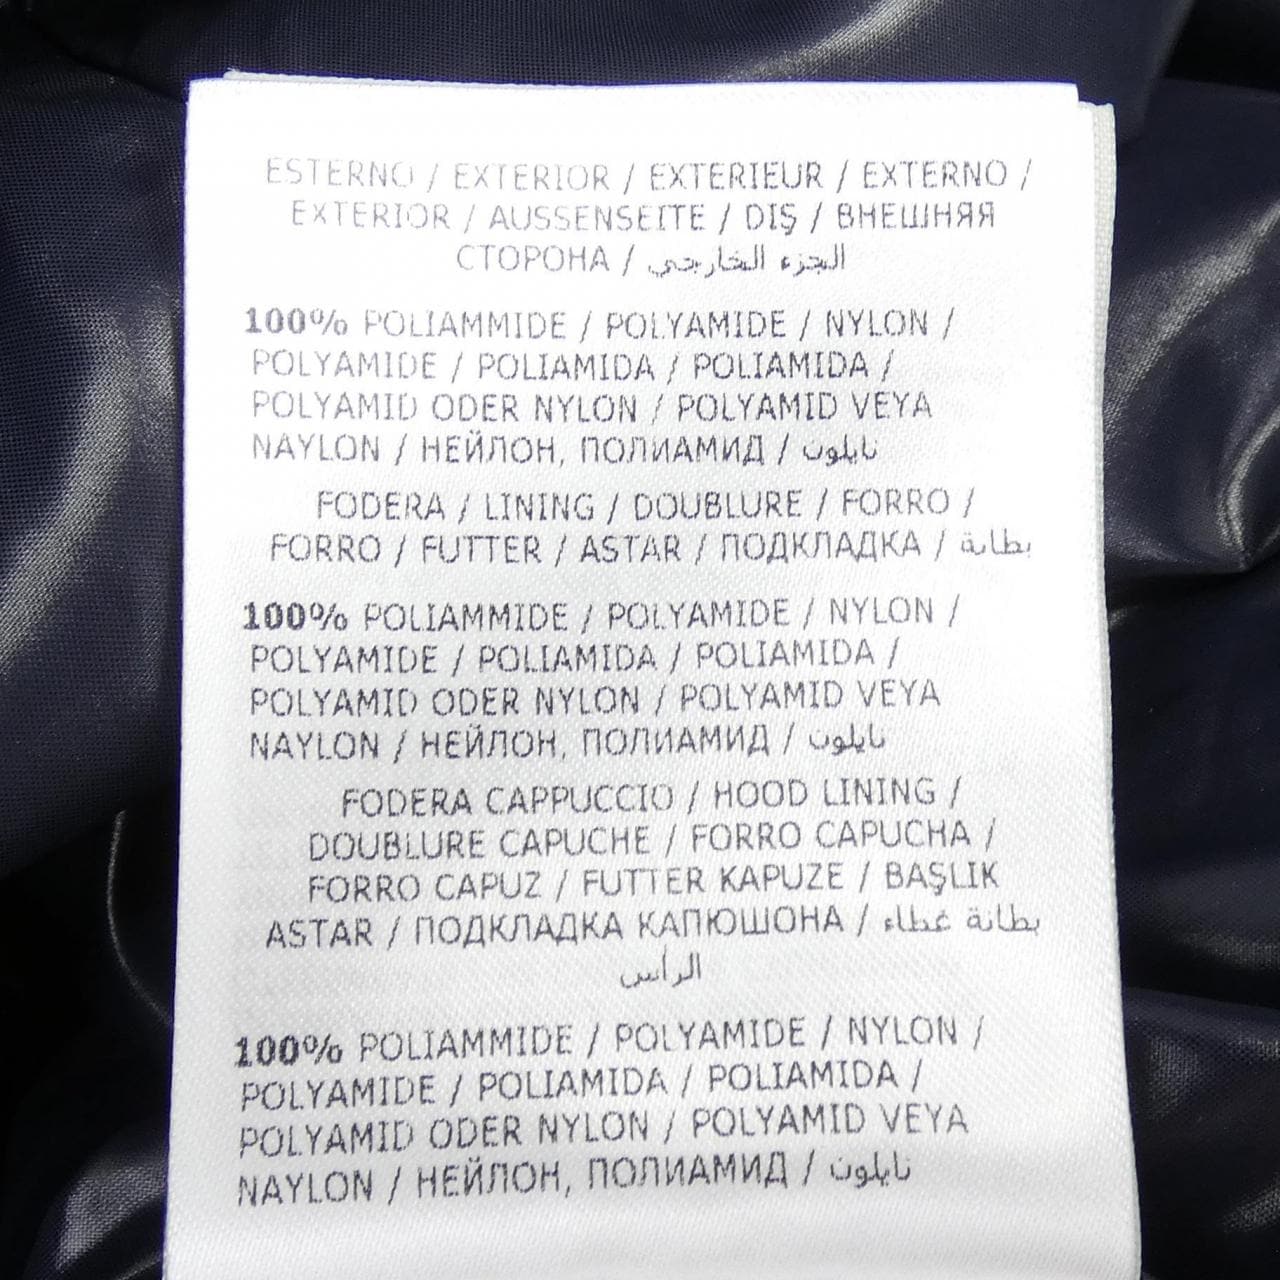 ESTERNO / EXTERIOR / EXTERIEUR / EXTERNO /
EXTERIOR / AUSSENSEITE / DIŞ / ВНЕШНЯЯ
СТОРОНА / الجزء الخارجي
100% POLIAMMIDE / POLYAMIDE / NYLON /
POLYAMIDE / POLIAMIDA / POLIAMIDA /
POLYAMID ODER NYLON / POLYAMID VEYA
NAYLON / НЕЙЛОН, ПОЛИАМИД / نايلون
FODERA / LINING / DOUBLURE / FORRO /
FORRO / FUTTER / ASTAR / ПОДКЛАДКА / بطانة
100% POLIAMMIDE / POLYAMIDE / NYLON /
POLYAMIDE / POLIAMIDA / POLIAMIDA /
POLYAMID ODER NYLON / POLYAMID VEYA
NAYLON / НЕЙЛОН, ПОЛИАМИД / نايلون
FODERA CAPPUCCIO / HOOD LINING /
DOUBLURE CAPUCHE / FORRO CAPUCHA /
FORRO CAPUZ / FUTTER KAPUZE / BAŞLIK
ASTAR / ПОДКЛАДКА КАПЮШОНА / بطانة غطاء
الرأس
100% POLIAMMIDE / POLYAMIDE / NYLON /
POLYAMIDE / POLIAMIDA / POLIAMIDA /
POLYAMID ODER NYLON / POLYAMID VEYA
NAYLON / НЕЙЛОН, ПОЛИАМИД / نايلون